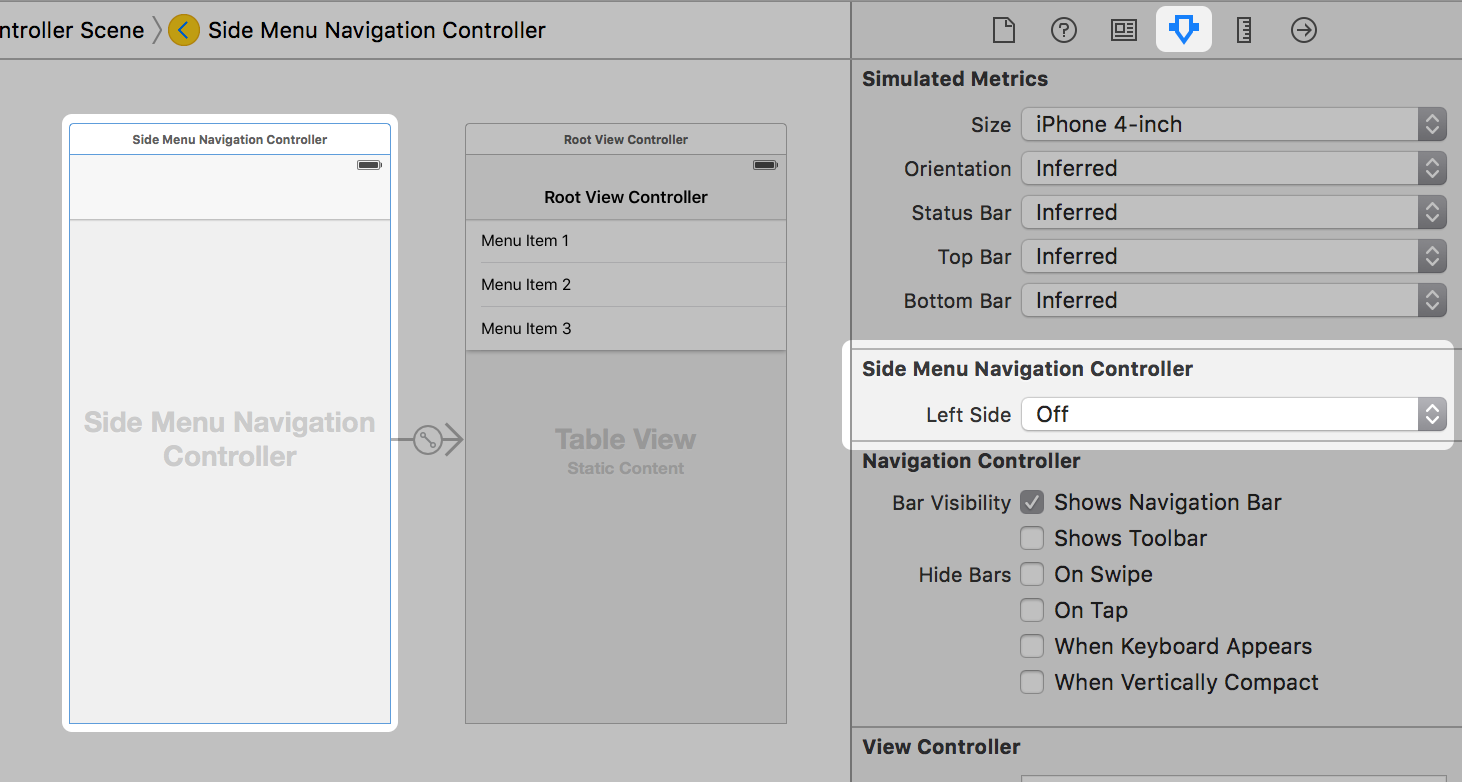 ntroller Scene
Side Menu Navigation Controller
Side Menu Navigation Controller
Side Menu Navigation
Controller
Root View Controller
Root View Controller
Menu Item 1
Menu Item 2
Menu Item 3
Table View
Static Content
Simulated Metrics
Size iPhone 4-inch
Orientation Inferred
Status Bar Inferred
Top Bar Inferred
Bottom Bar Inferred
Side Menu Navigation Controller
Left Side Off
Navigation Controller
Bar Visibility Shows Navigation Bar
Shows Toolbar
Hide Bars On Swipe
On Tap
When Keyboard Appears
When Vertically Compact
View Controller